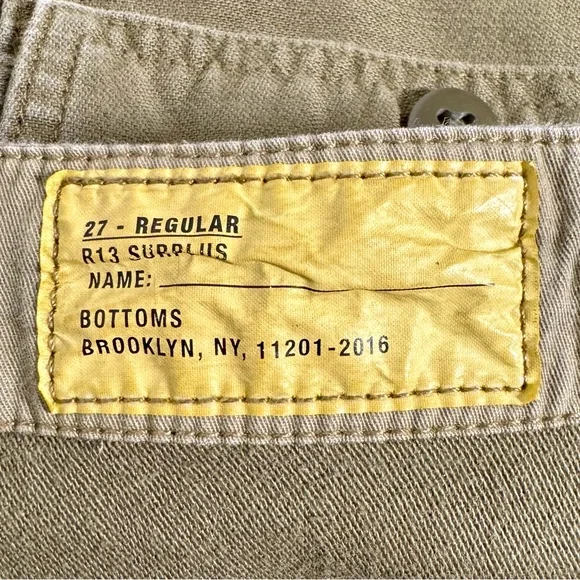 27 - REGULAR
R13 SURPLUS
NAME:
BOTTOMS
BROOKLYN, NY, 11201-2016